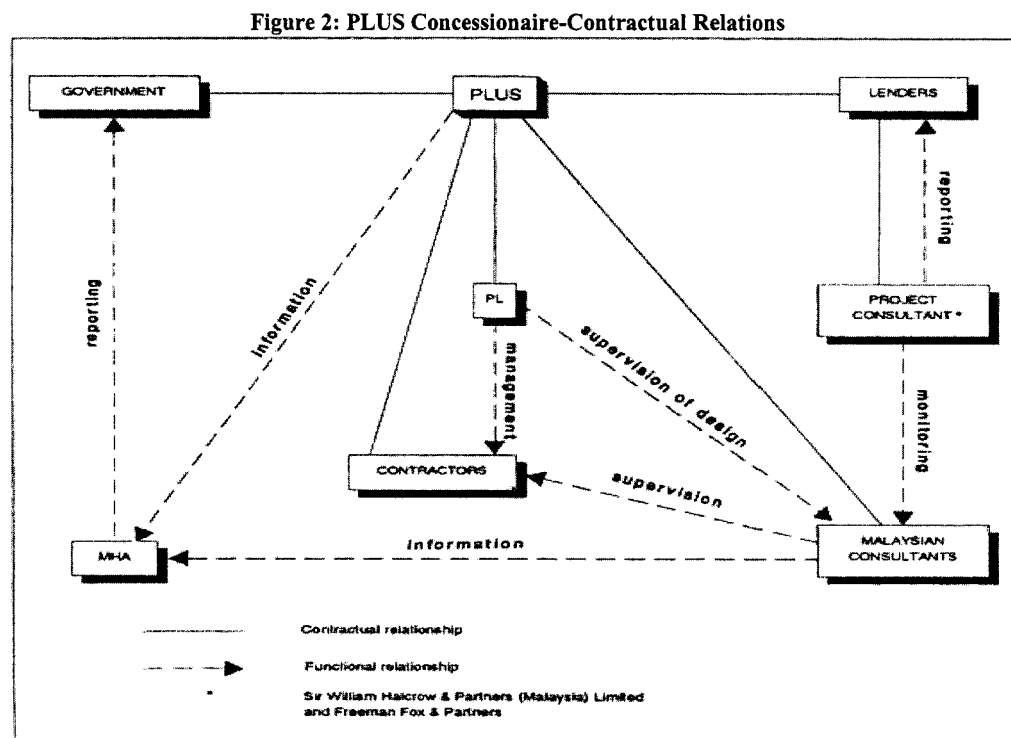 Figure 2: PLUS Concessionaire-Contractual Relations
GOVERNMENT
PLUS
LENDERS
reporting
information
PL
management
supervision of design
reporting
PROJECT
CONSULTANT *
monitoring
CONTRACTORS
supervision
MHA
information
MALAYSIAN
CONSULTANTS
Contractual relationship
Functional relationship
* Sir William Halcrow & Partners (Malaysia) Limited
and Freeman Fox & Partners